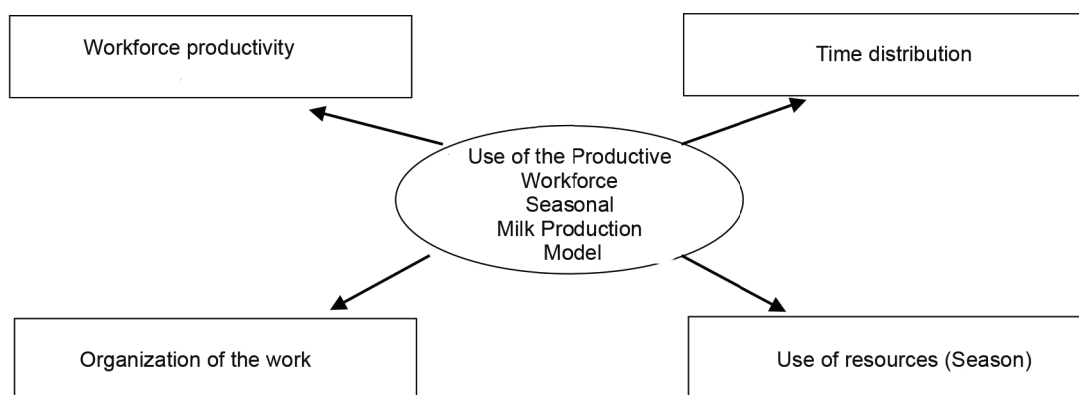 Workforce productivity
Time distribution
Use of the Productive
Workforce
Seasonal
Milk Production
Model
Organization of the work
Use of resources (Season)